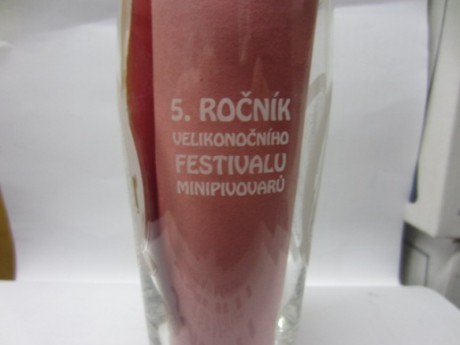 5. ROČNÍK
VELIKONOČNÍHO
FESTIVALU
MINIPIVOVARŮ